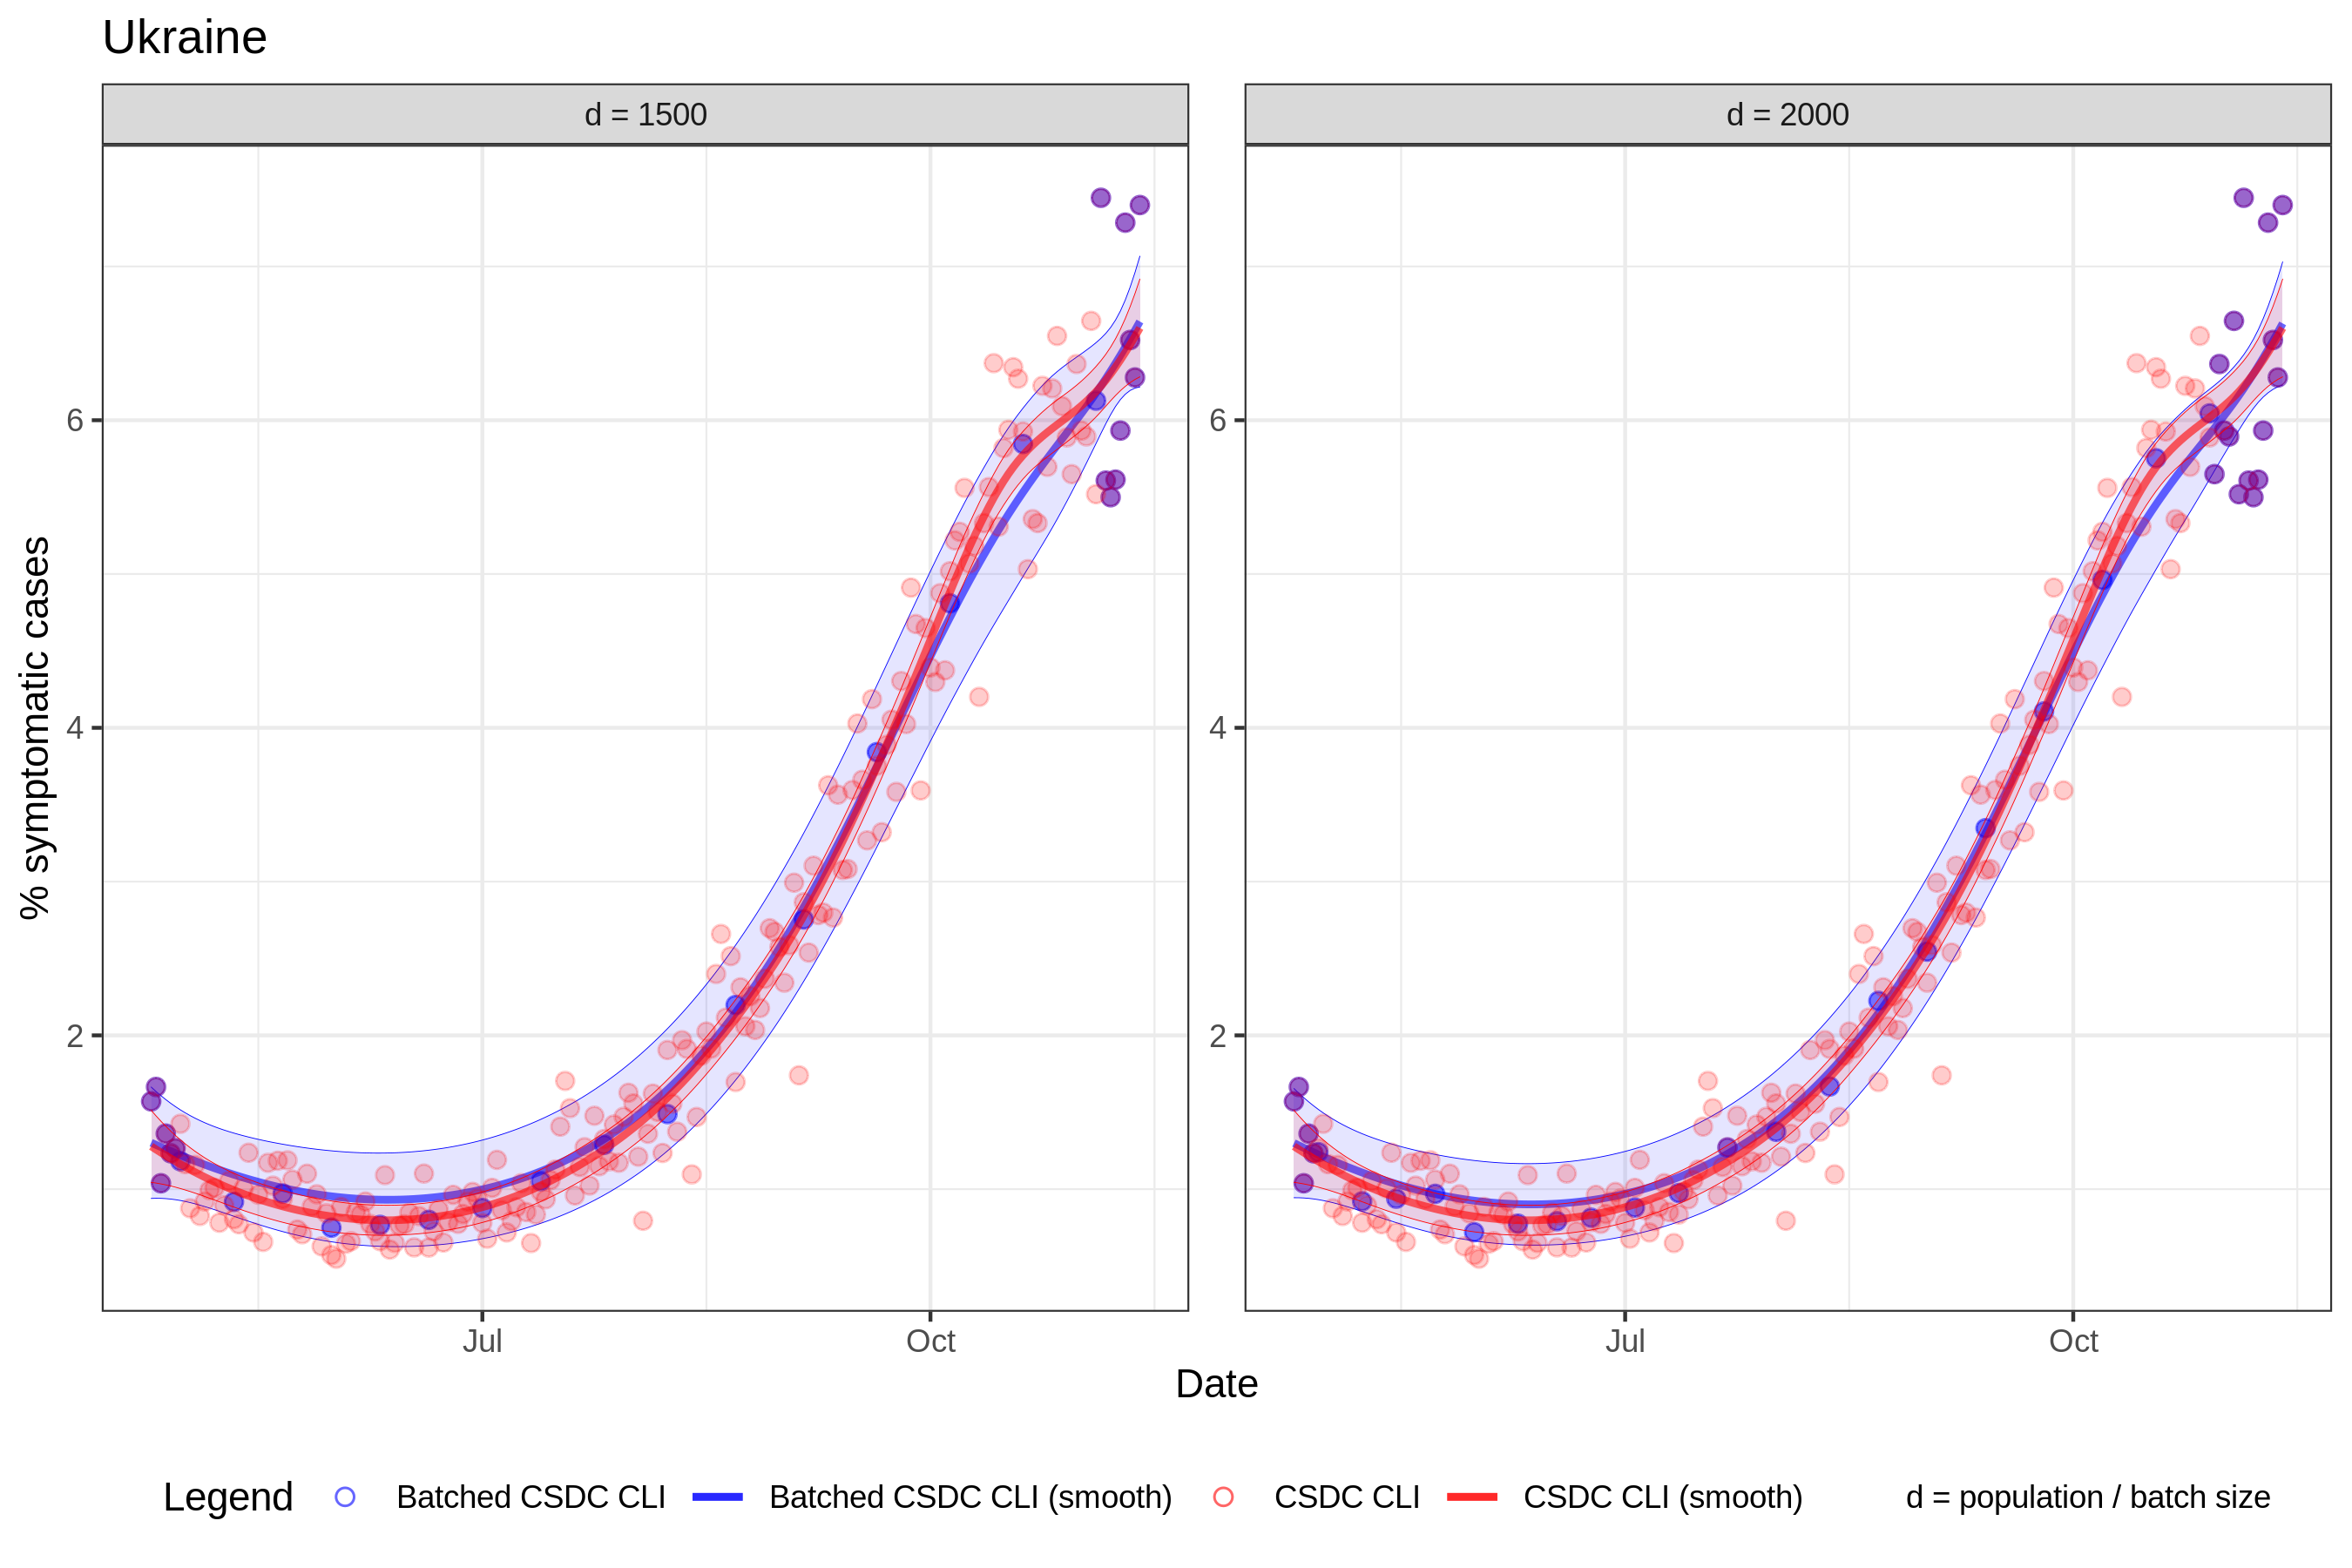 Ukraine
d = 1500
d = 2000
% symptomatic cases
6
4
2
6
4
2
Jul
Oct
Jul
Oct
Date
Legend
Batched CSDC CLI
Batched CSDC CLI (smooth)
CSDC CLI
CSDC CLI (smooth)
d = population / batch size